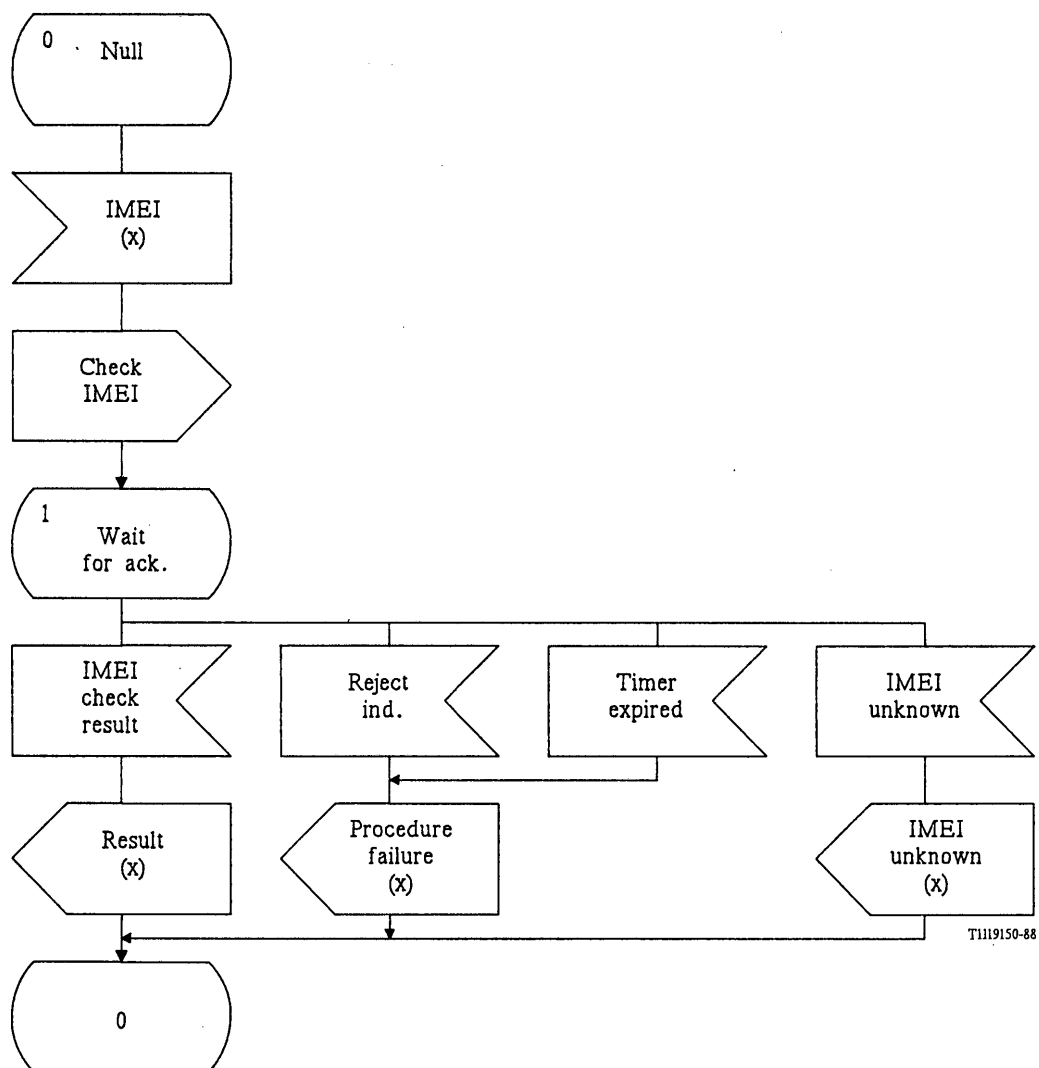 0
Null
IMEI
(x)
Check
IMEI
1
Wait
for ack.
IMEI
check
result
Reject
ind.
Timer
expired
IMEI
unknown
Result
(x)
Procedure
failure
(x)
IMEI
unknown
(x)
T1119150-88
0